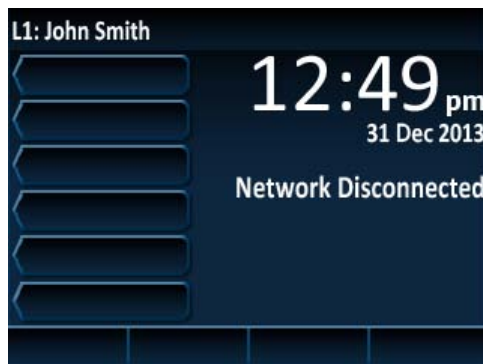 L1: John Smith
12:49 pm
31 Dec 2013
Network Disconnected